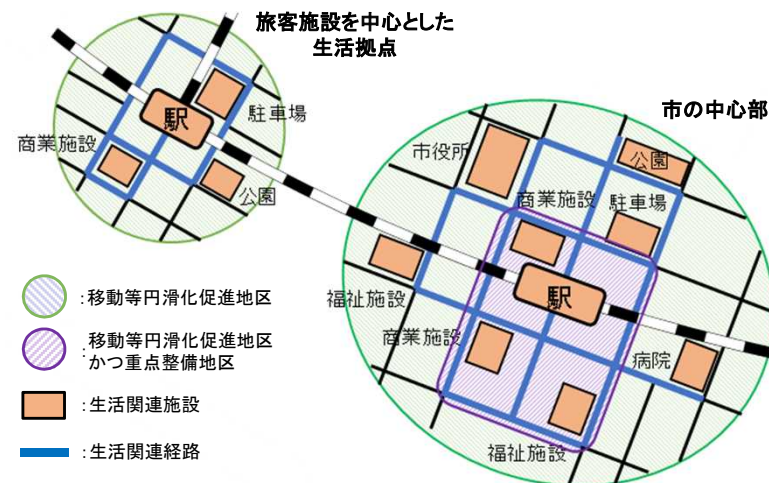 旅客施設を中心とした
生活拠点
駅
駐車場
商業施設
公園
市の中心部
市役所
公園
商業施設
駐車場
福祉施設
駅
商業施設
病院
福祉施設
:移動等円滑化促進地区
:移動等円滑化促進地区
かつ重点整備地区
:生活関連施設
:生活関連経路